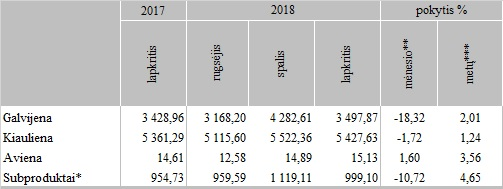 2017 2018 pokytis %
lapkritis rugsėjis spalis lapkritis mėnesio** metų***
Galvijena 3 428,96 3 168,20 4 282,61 3 497,87 -18,32 2,01
Kiauliena 5 361,29 5 115,60 5 522,36 5 427,63 -1,72 1,24
Aviena 14,61 12,58 14,89 15,13 1,60 3,56
Subproduktai* 954,73 959,59 1 119,11 999,10 -10,72 4,65